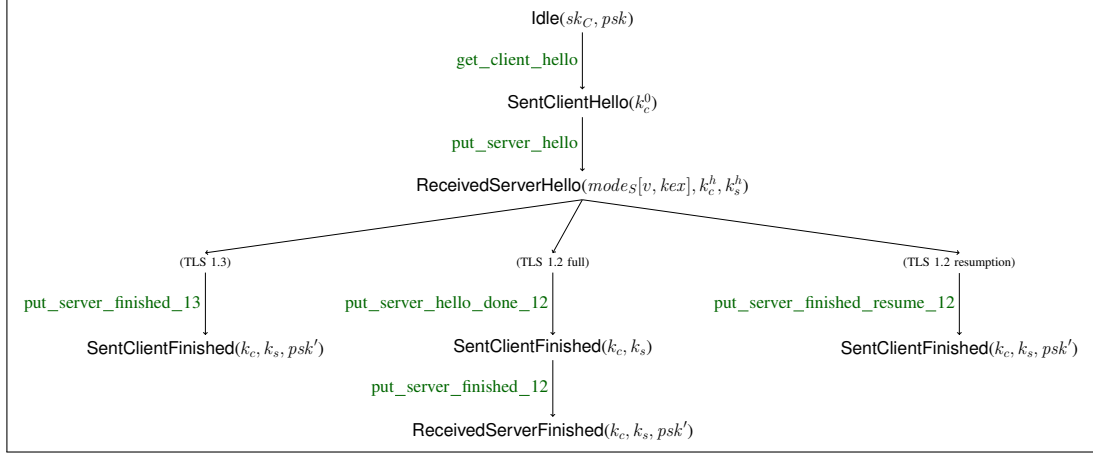 Idle(sk_C, psk)
get_client_hello
SentClientHello(k_c^0)
put_server_hello
ReceivedServerHello(mode_S[v, kex], k_c^h, k_s^h)
(TLS 1.3) (TLS 1.2 full) (TLS 1.2 resumption)
put_server_finished_13 put_server_hello_done_12 put_server_finished_resume_12
SentClientFinished(k_c, k_s, psk′) SentClientFinished(k_c, k_s) SentClientFinished(k_c, k_s, psk′)
put_server_finished_12
ReceivedServerFinished(k_c, k_s, psk′)